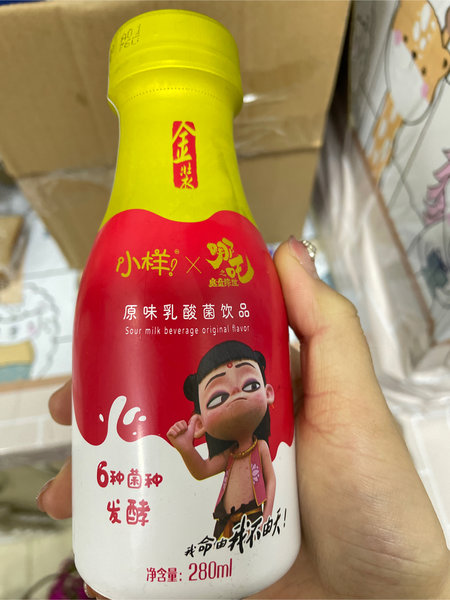 金浆
小样! × 哪吒
之魔童降世
原味乳酸菌饮品
Sour milk beverage original flavor
6种菌种
发酵
我命由我不由天!
净含量: 280ml